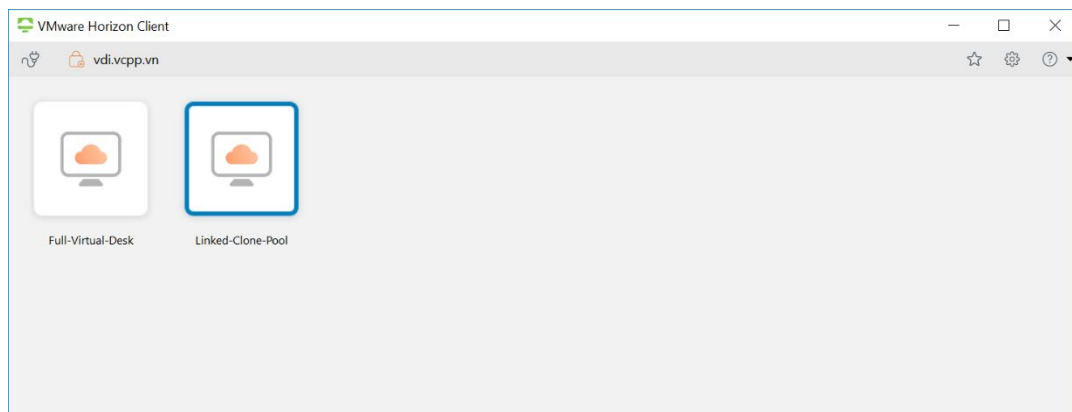 VMware Horizon Client
vdi.vcpp.vn
Full-Virtual-Desk
Linked-Clone-Pool